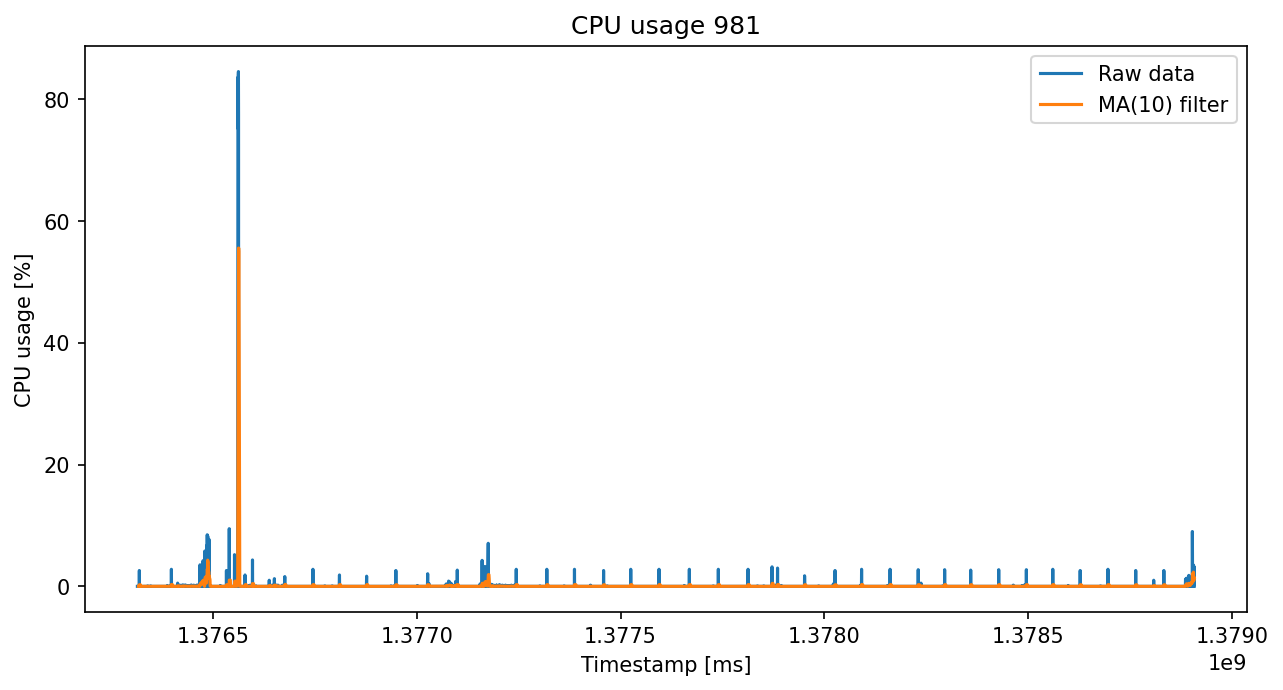 CPU usage 981
Raw data
MA(10) filter
CPU usage [%]
80
60
40
20
0
1.3765 1.3770 1.3775 1.3780 1.3785 1.3790
1e9
Timestamp [ms]